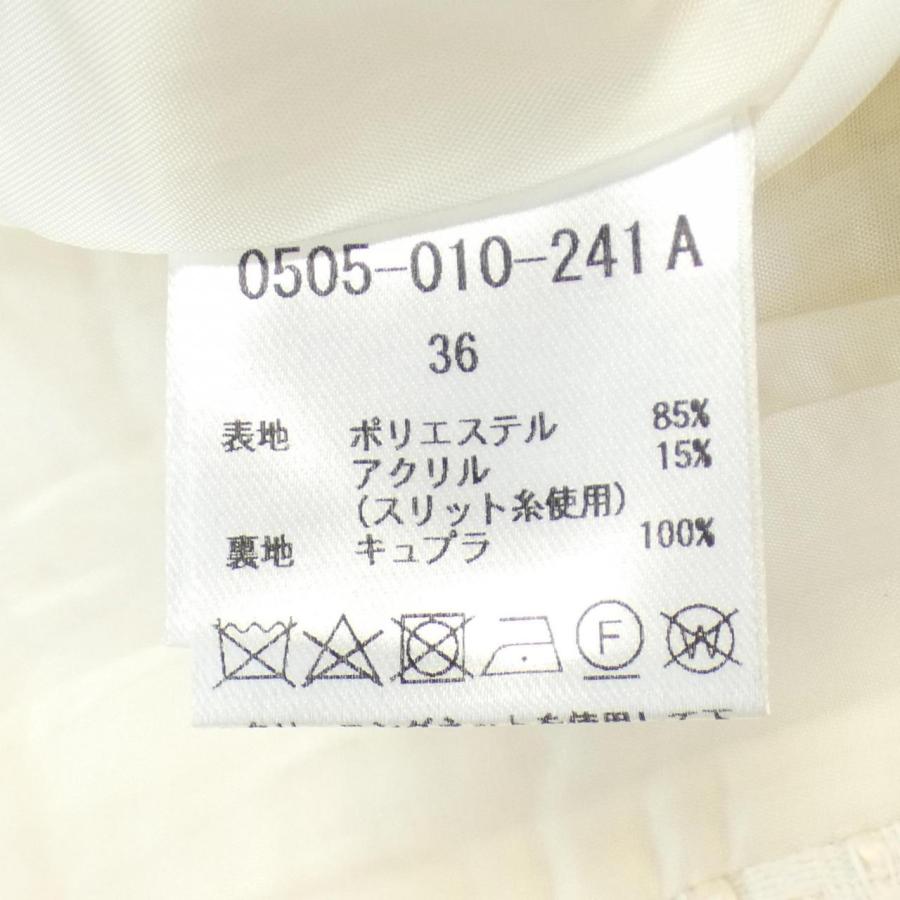 0505-010-241A
36
表地 ポリエステル 85%
アクリル 15%
(スリット糸使用)
裏地 キュプラ 100%
F W